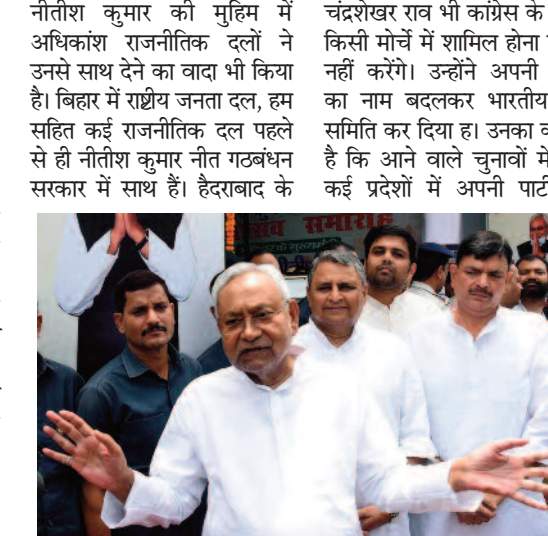 नीतीश कुमार की मुहिम में
अधिकांश राजनीतिक दलों ने
उनसे साथ देने का वादा भी किया
है। बिहार में राष्ट्रीय जनता दल, हम
सहित कई राजनीतिक दल पहले
से ही नीतीश कुमार नीत गठबंधन
सरकार में साथ हैं। हैदराबाद के
चंद्रशेखर राव भी कांग्रेस के
किसी मोर्चे में शामिल होना
नहीं करेंगे। उन्होंने अपनी
का नाम बदलकर भारतीय
समिति कर दिया ह। उनका
है कि आने वाले चुनावों में
कई प्रदेशों में अपनी
समारोह